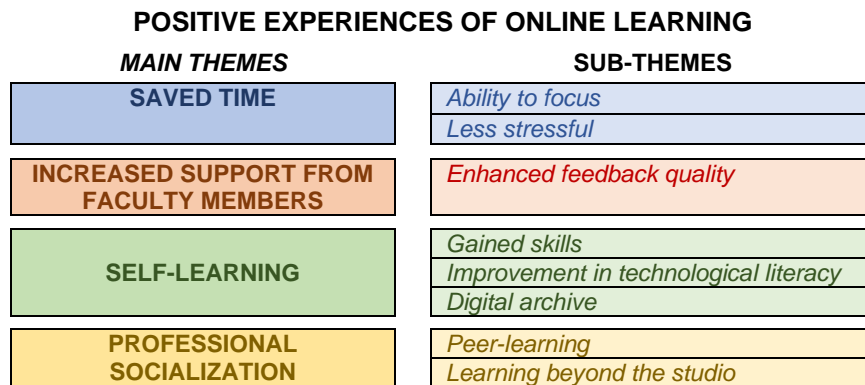 POSITIVE EXPERIENCES OF ONLINE LEARNING
MAIN THEMES
SUB-THEMES
SAVED TIME
Ability to focus
Less stressful
INCREASED SUPPORT FROM
FACULTY MEMBERS
Enhanced feedback quality
SELF-LEARNING
Gained skills
Improvement in technological literacy
Digital archive
PROFESSIONAL
SOCIALIZATION
Peer-learning
Learning beyond the studio